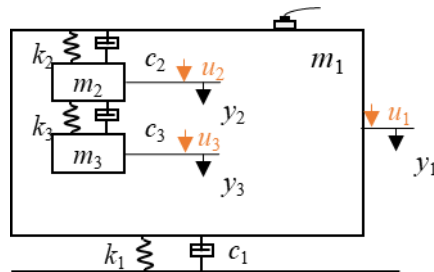 k₂ c₂ u₂ m₁
m₂ y₂
k₃ c₃ u₃ u₁
m₃ y₃ y₁
k₁ c₁